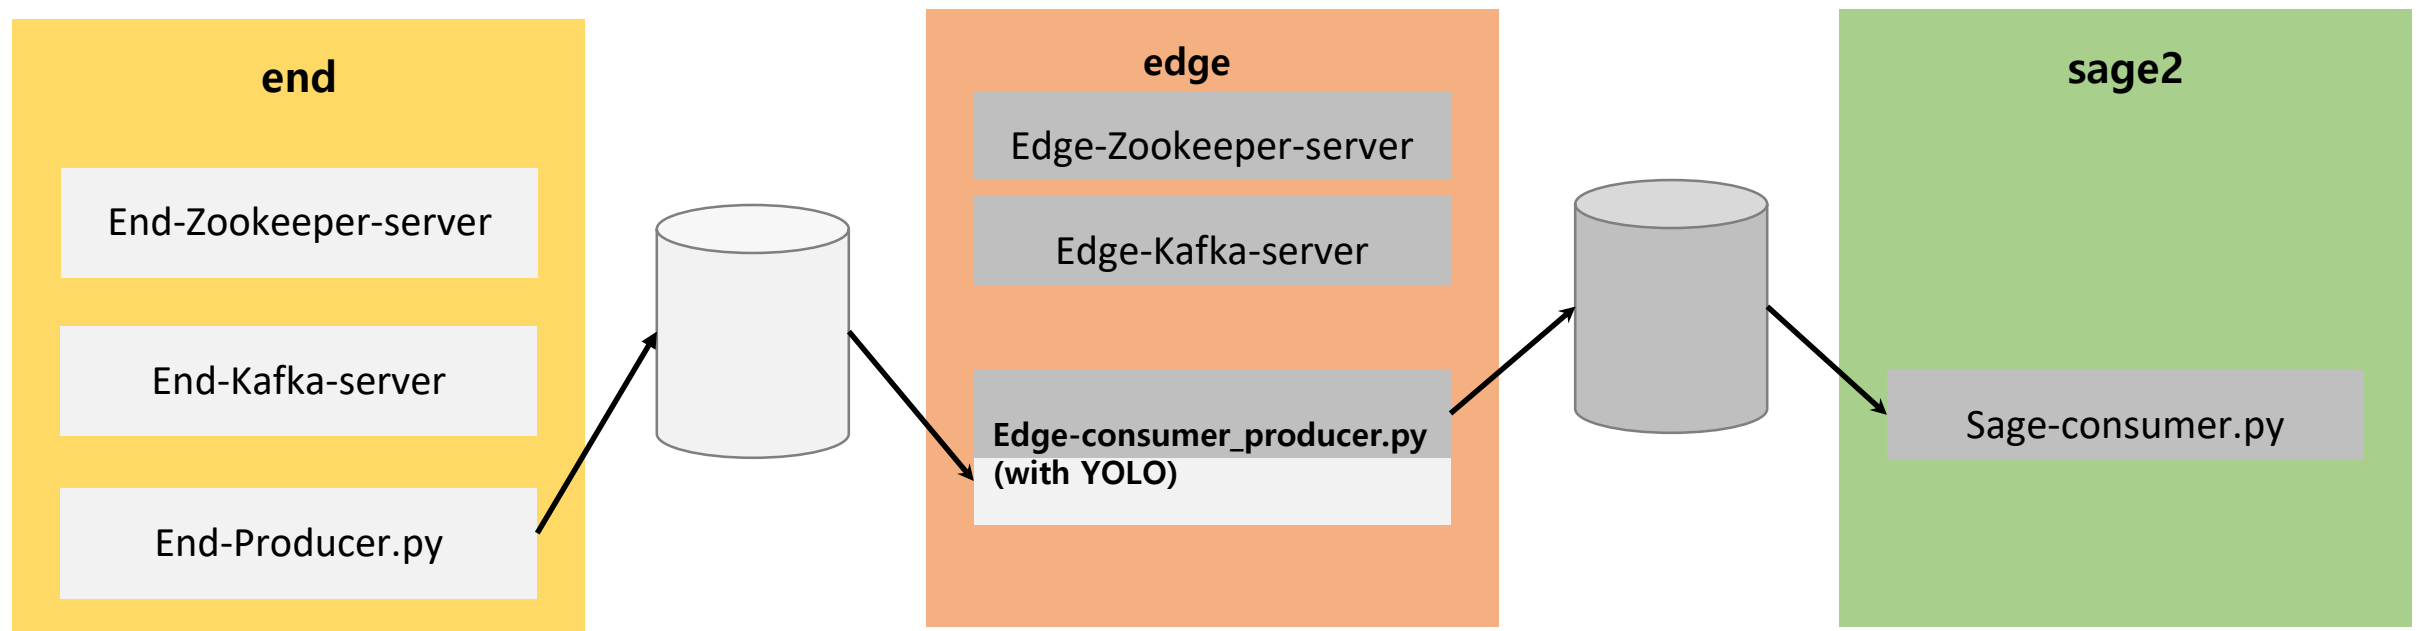 end
End-Zookeeper-server
End-Kafka-server
End-Producer.py
edge
Edge-Zookeeper-server
Edge-Kafka-server
Edge-consumer_producer.py
(with YOLO)
sage2
Sage-consumer.py